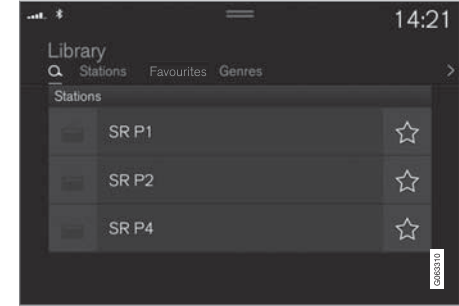 14:21
Library
Stations Favourites Genres
Stations
SR P1
SR P2
SR P4
G063310